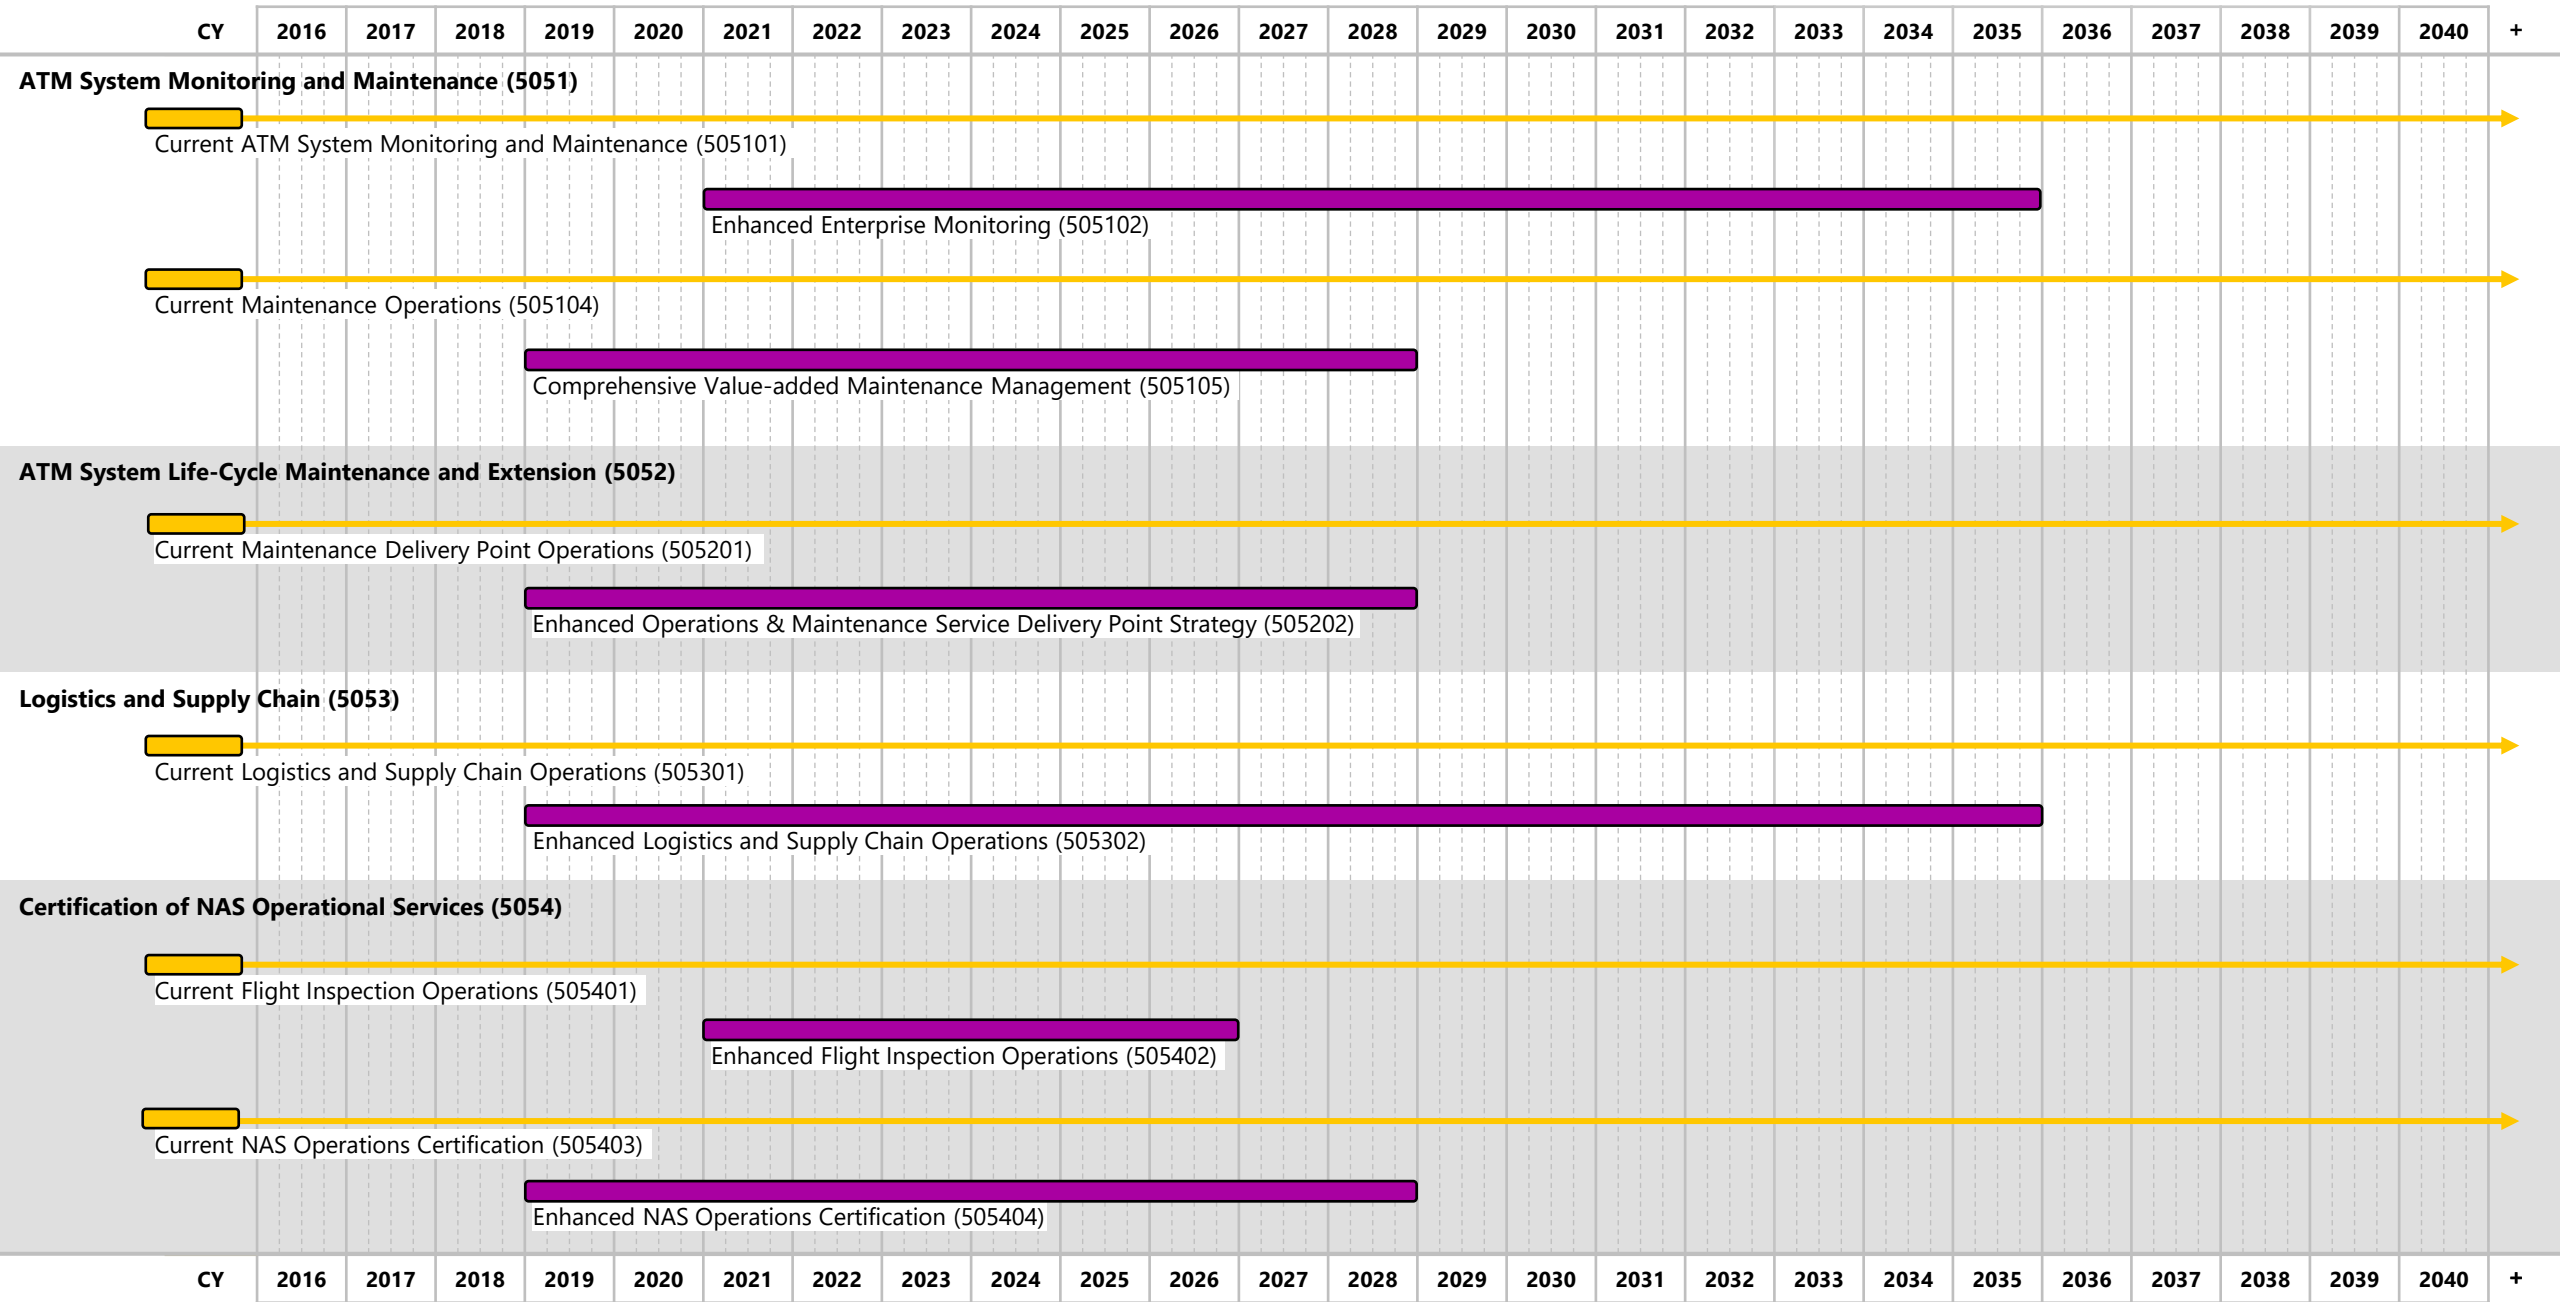 CY 2016 2017 2018 2019 2020 2021 2022 2023 2024 2025 2026 2027 2028 2029 2030 2031 2032 2033 2034 2035 2036 2037 2038 2039 2040 +
ATM System Monitoring and Maintenance (5051)
Current ATM System Monitoring and Maintenance (505101)
Enhanced Enterprise Monitoring (505102)
Current Maintenance Operations (505104)
Comprehensive Value-added Maintenance Management (505105)
ATM System Life-Cycle Maintenance and Extension (5052)
Current Maintenance Delivery Point Operations (505201)
Enhanced Operations & Maintenance Service Delivery Point Strategy (505202)
Logistics and Supply Chain (5053)
Current Logistics and Supply Chain Operations (505301)
Enhanced Logistics and Supply Chain Operations (505302)
Certification of NAS Operational Services (5054)
Current Flight Inspection Operations (505401)
Enhanced Flight Inspection Operations (505402)
Current NAS Operations Certification (505403)
Enhanced NAS Operations Certification (505404)
CY 2016 2017 2018 2019 2020 2021 2022 2023 2024 2025 2026 2027 2028 2029 2030 2031 2032 2033 2034 2035 2036 2037 2038 2039 2040 +